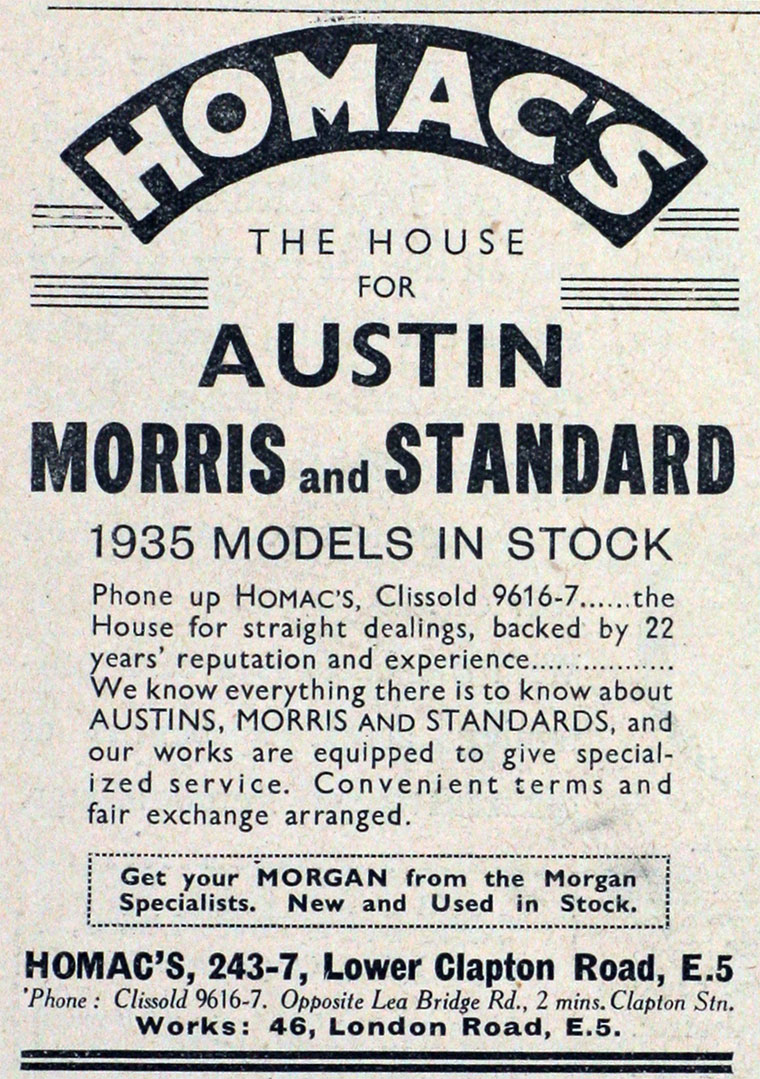 HOMAC'S
THE HOUSE
FOR
AUSTIN
MORRIS and STANDARD
1935 MODELS IN STOCK
Phone up HOMAC'S, Clissold 9616-7......the
House for straight dealings, backed by 22
years' reputation and experience..................
We know everything there is to know about
AUSTINS, MORRIS AND STANDARDS, and
our works are equipped to give special-
ized service. Convenient terms and
fair exchange arranged.
Get your MORGAN from the Morgan
Specialists. New and Used in Stock.
HOMAC'S, 243-7, Lower Clapton Road, E.5
'Phone: Clissold 9616-7. Opposite Lea Bridge Rd., 2 mins. Clapton Stn.
Works: 46, London Road, E.5.